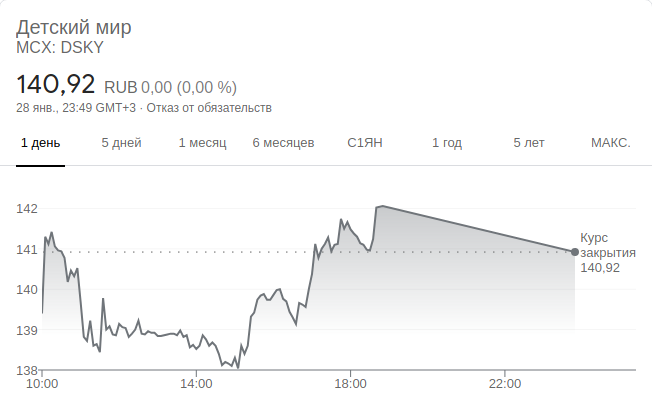 Детский мир
MCX: DSKY
140,92 RUB 0,00 (0,00 %)
28 янв., 23:49 GMT+3 · Отказ от обязательств
1 день 5 дней 1 месяц 6 месяцев С1ЯН 1 год 5 лет МАКС.
142
141
140
139
138
Курс
закрытия
140,92
10:00 14:00 18:00 22:00